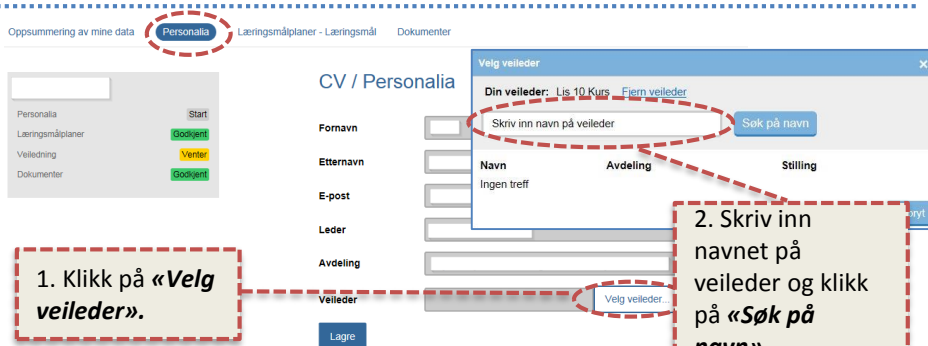 Oppsummering av mine data Personalia Læringsmålplaner - Læringsmål Dokumenter
Personalia Start
Læringsmålplaner Godkjent
Veiledning Venter
Dokumenter Godkjent
CV / Personalia
Fornavn
Etternavn
E-post
Leder
Avdeling
Veileder Velg veileder...
Lagre
Velg veileder ×
Din veileder: Lis 10 Kurs Fjern veileder
Skriv inn navn på veileder Søk på navn
Navn Avdeling Stilling
Ingen treff
1. Klikk på «Velg
veileder».
2. Skriv inn
navnet på
veileder og klikk
på «Søk på
navn»